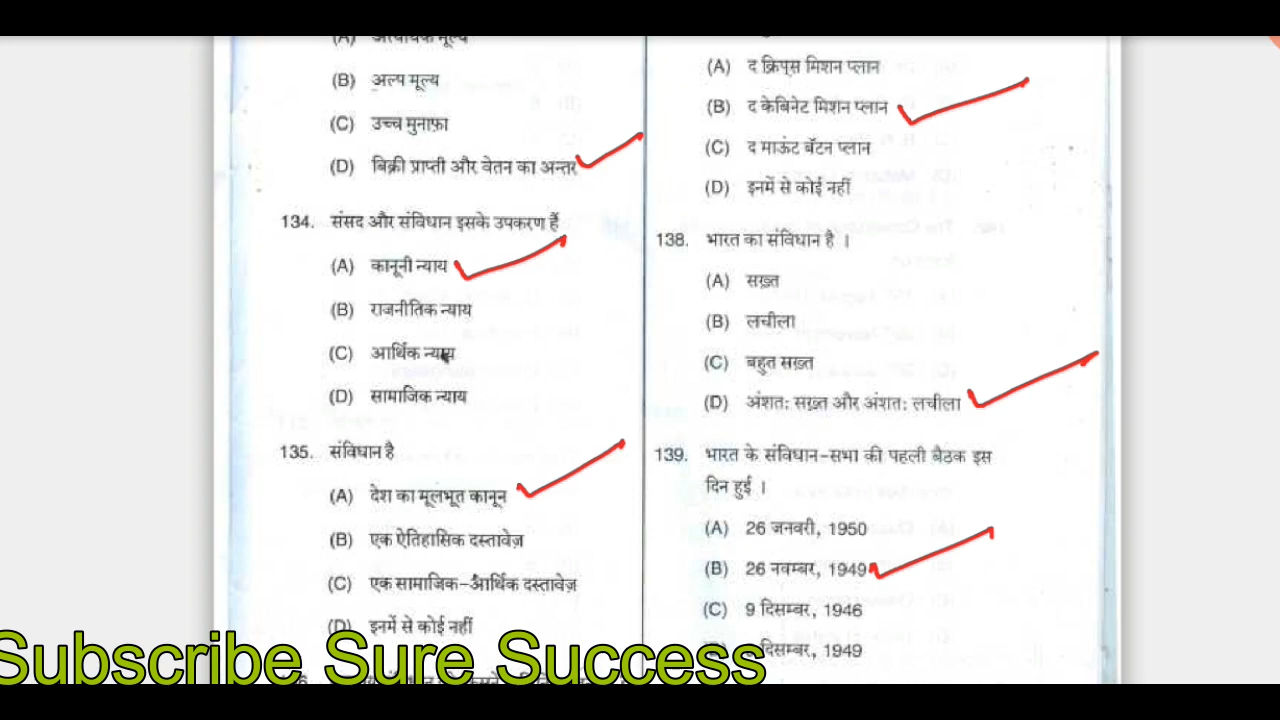 (B) अल्प मूल्य
(C) उच्च मुनाफ़ा
(D) बिक्री प्राप्ती और वेतन का अन्तर
134. संसद और संविधान इसके उपकरण हैं
(A) कानूनी न्याय
(B) राजनीतिक न्याय
(C) आर्थिक न्याय
(D) सामाजिक न्याय
135. संविधान है
(A) देश का मूलभूत कानून
(B) एक ऐतिहासिक दस्तावेज़
(C) एक सामाजिक-आर्थिक दस्तावेज़
(D) इनमें से कोई नहीं
(A) द क्रिप्स मिशन प्लान
(B) द केबिनेट मिशन प्लान
(C) द माऊंट बॅटन प्लान
(D) इनमें से कोई नहीं
138. भारत का संविधान है ।
(A) सख़्त
(B) लचीला
(C) बहुत सख़्त
(D) अंशतः सख़्त और अंशतः लचीला
139. भारत के संविधान-सभा की पहली बैठक इस
दिन हुई ।
(A) 26 जनवरी, 1950
(B) 26 नवम्बर, 1949
(C) 9 दिसम्बर, 1946
दिसम्बर, 1949
Subscribe Sure Success